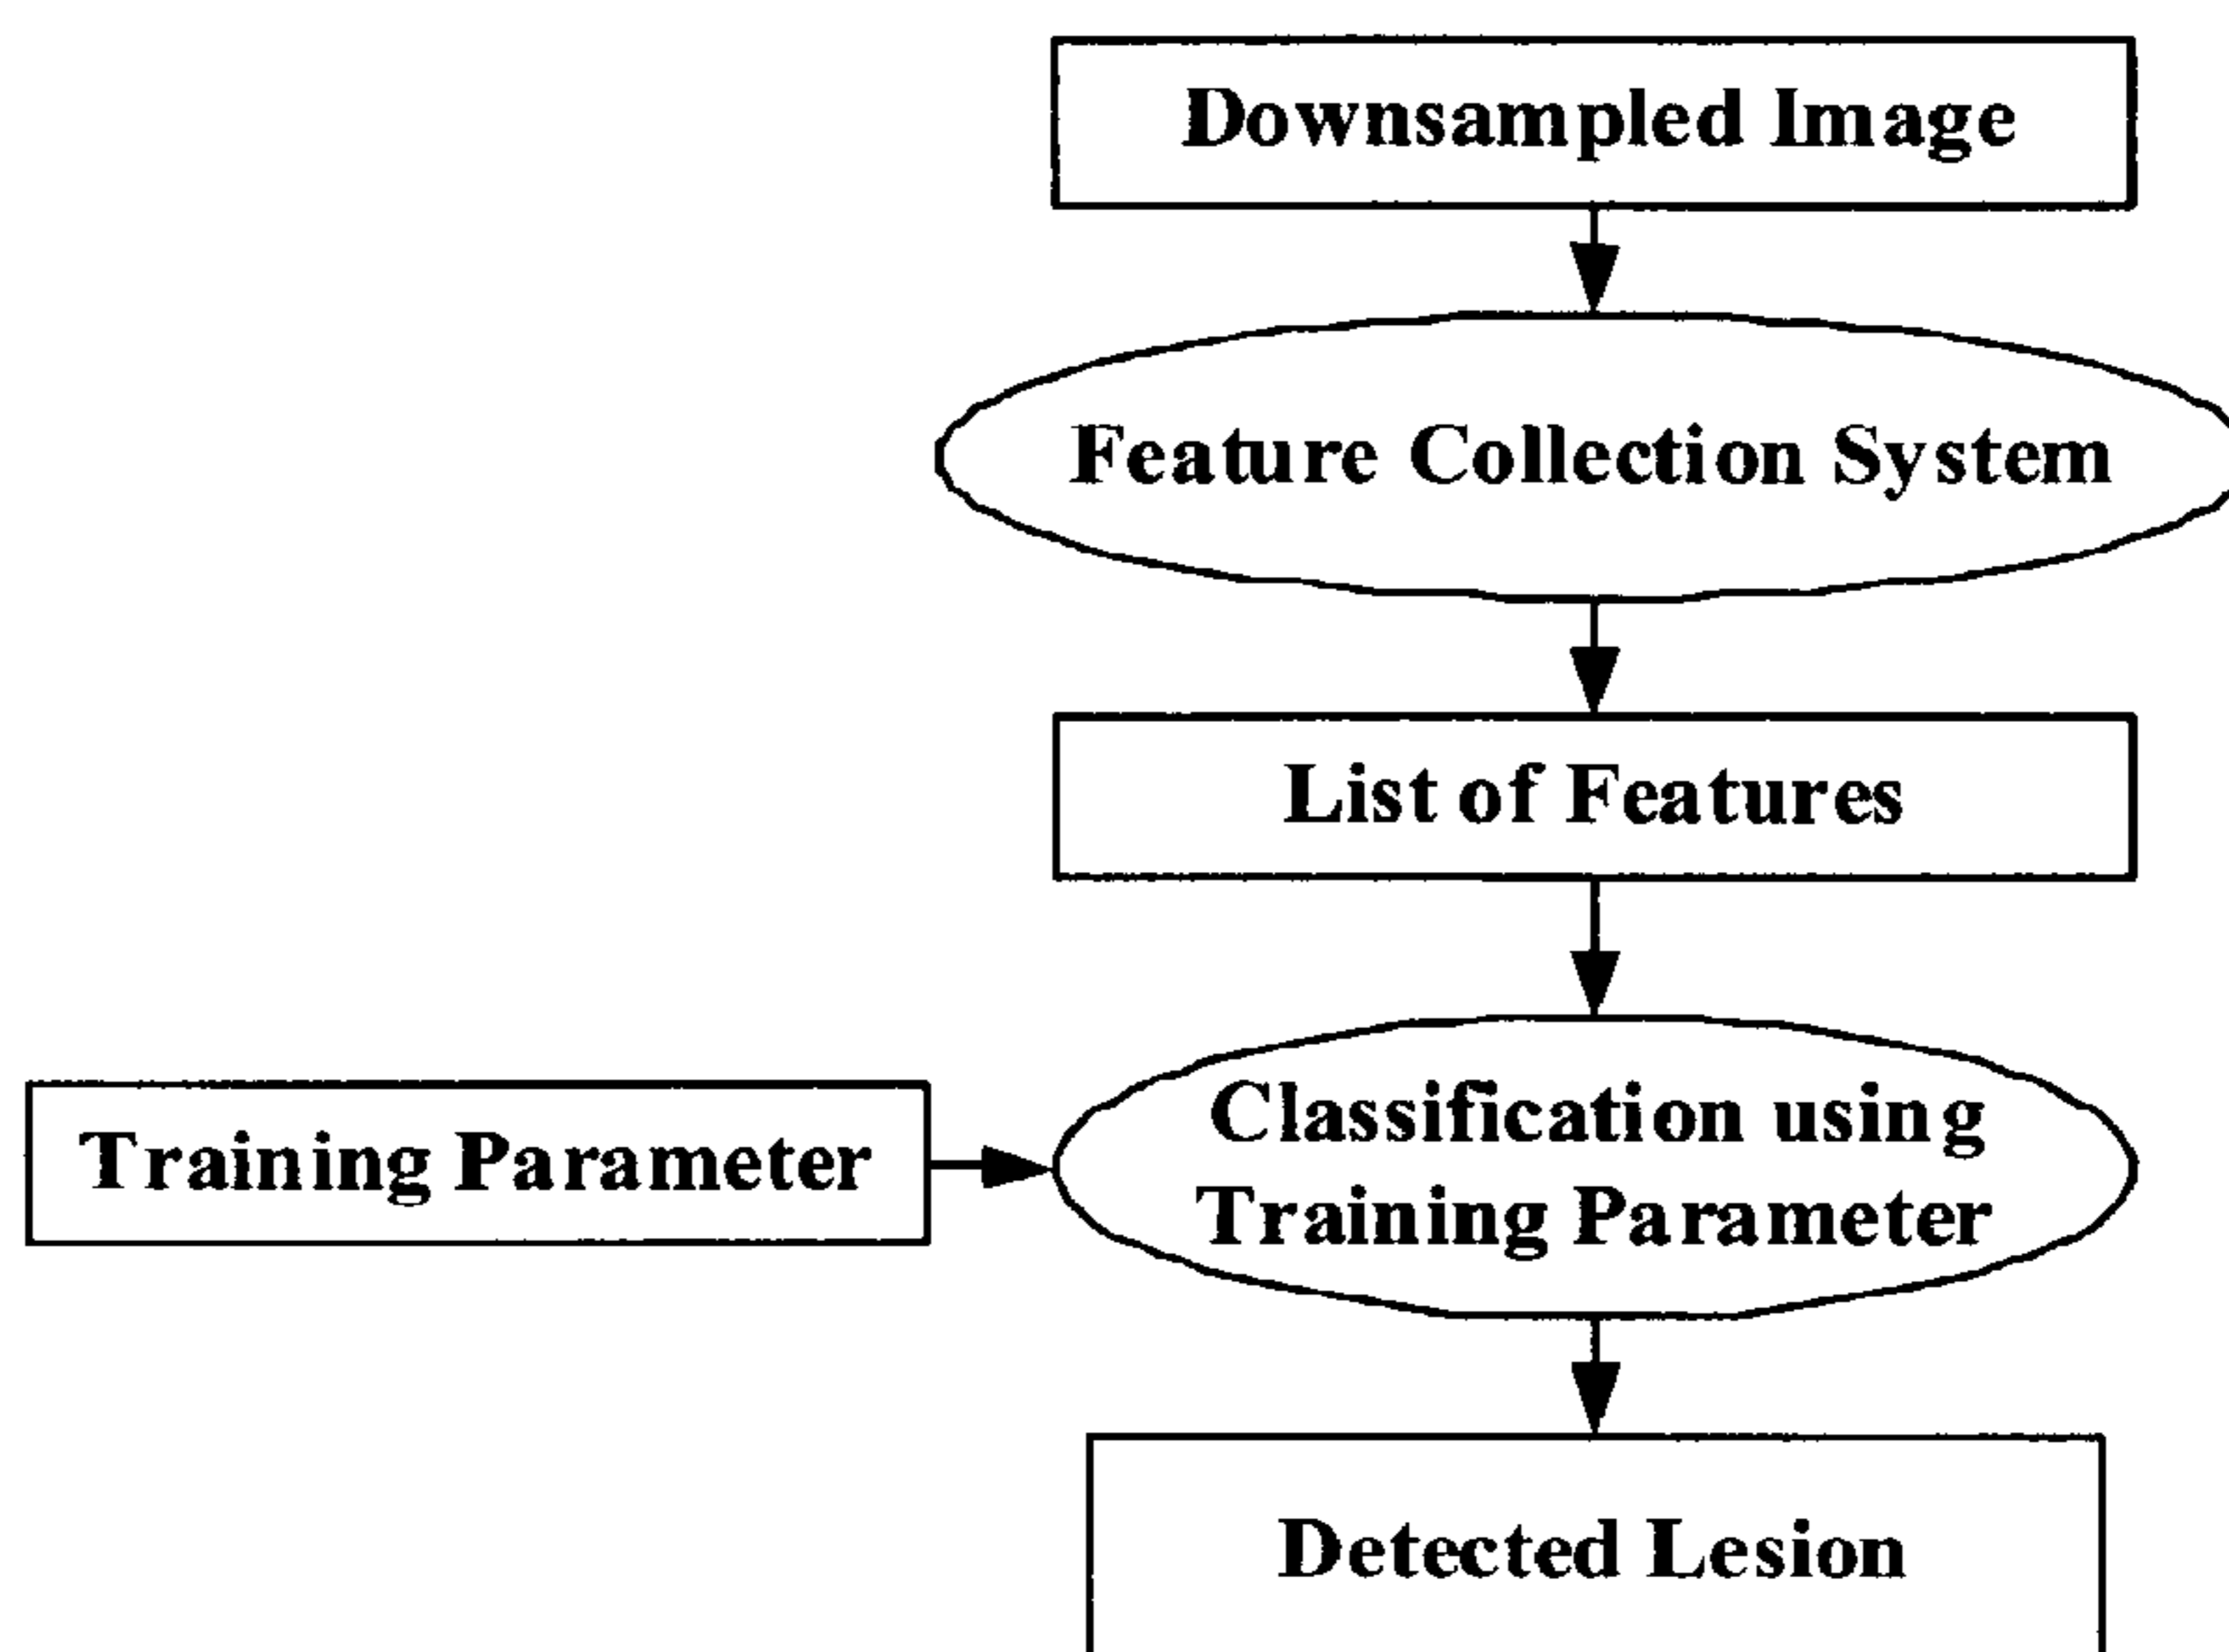 Downsampled Image
Feature Collection System
List of Features
Training Parameter
Classification using
Training Parameter
Detected Lesion